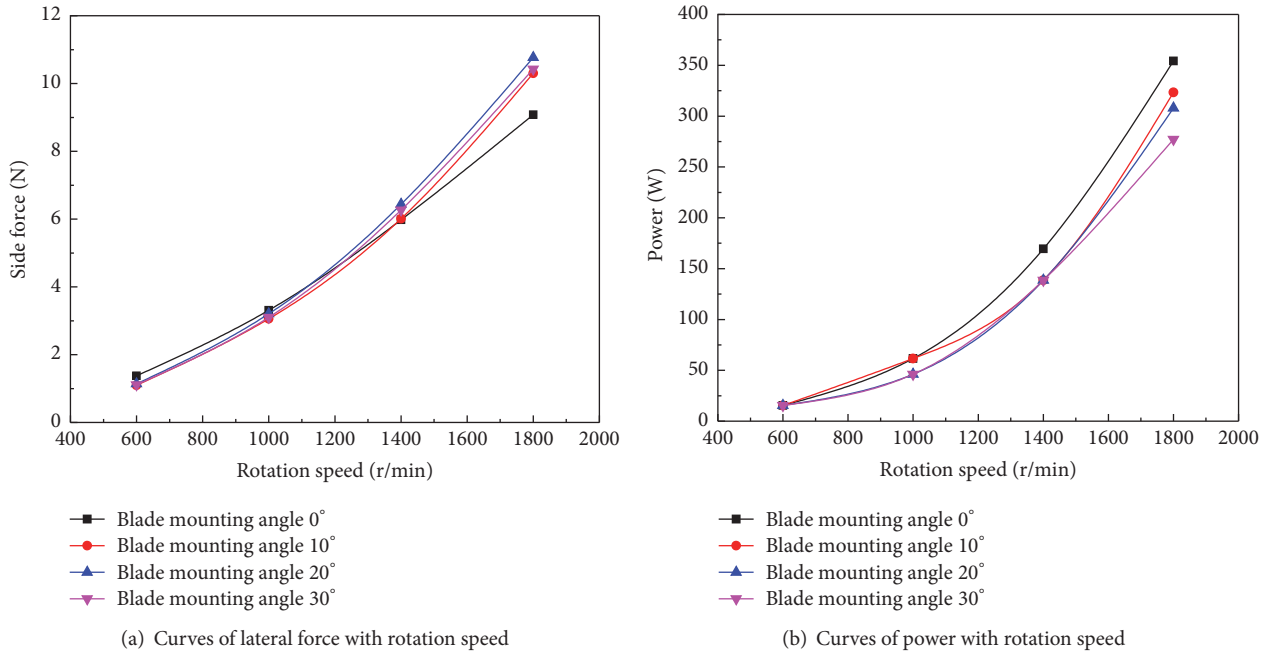 12
10
8
6
4
2
0
Side force (N)
400 600 800 1000 1200 1400 1600 1800 2000
Rotation speed (r/min)
Blade mounting angle 0°
Blade mounting angle 10°
Blade mounting angle 20°
Blade mounting angle 30°
(a) Curves of lateral force with rotation speed
400
350
300
250
200
150
100
50
0
Power (W)
400 600 800 1000 1200 1400 1600 1800 2000
Rotation speed (r/min)
Blade mounting angle 0°
Blade mounting angle 10°
Blade mounting angle 20°
Blade mounting angle 30°
(b) Curves of power with rotation speed